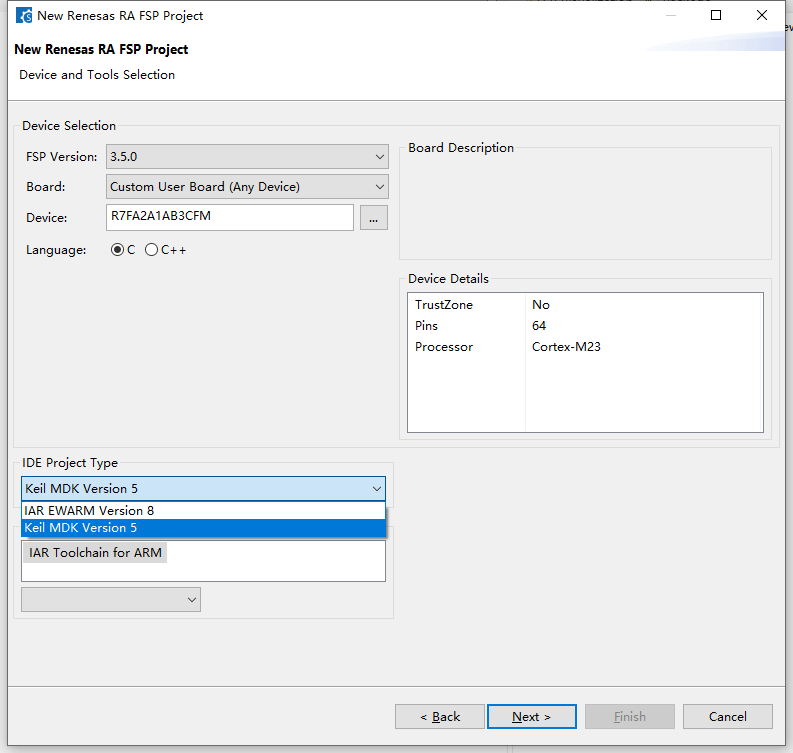 New Renesas RA FSP Project
New Renesas RA FSP Project
Device and Tools Selection
Device Selection
FSP Version: 3.5.0
Board: Custom User Board (Any Device)
Device: R7FA2A1AB3CFM ...
Language: C C++
Board Description
Device Details
TrustZone No
Pins 64
Processor Cortex-M23
IDE Project Type
Keil MDK Version 5
IAR EWARM Version 8
Keil MDK Version 5
IAR Toolchain for ARM
< Back Next > Finish Cancel